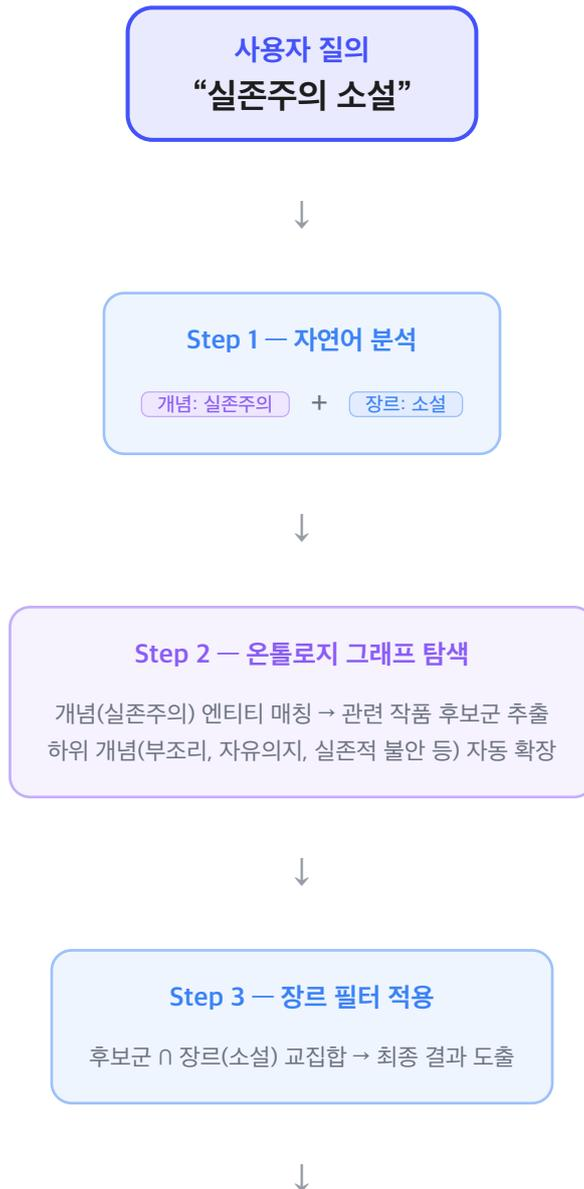 사용자 질의
“실존주의 소설”
↓
Step 1 — 자연어 분석
개념: 실존주의 + 장르: 소설
↓
Step 2 — 온톨로지 그래프 탐색
개념(실존주의) 엔티티 매칭 → 관련 작품 후보군 추출
하위 개념(부조리, 자유의지, 실존적 불안 등) 자동 확장
↓
Step 3 — 장르 필터 적용
후보군 ∩ 장르(소설) 교집합 → 최종 결과 도출
↓